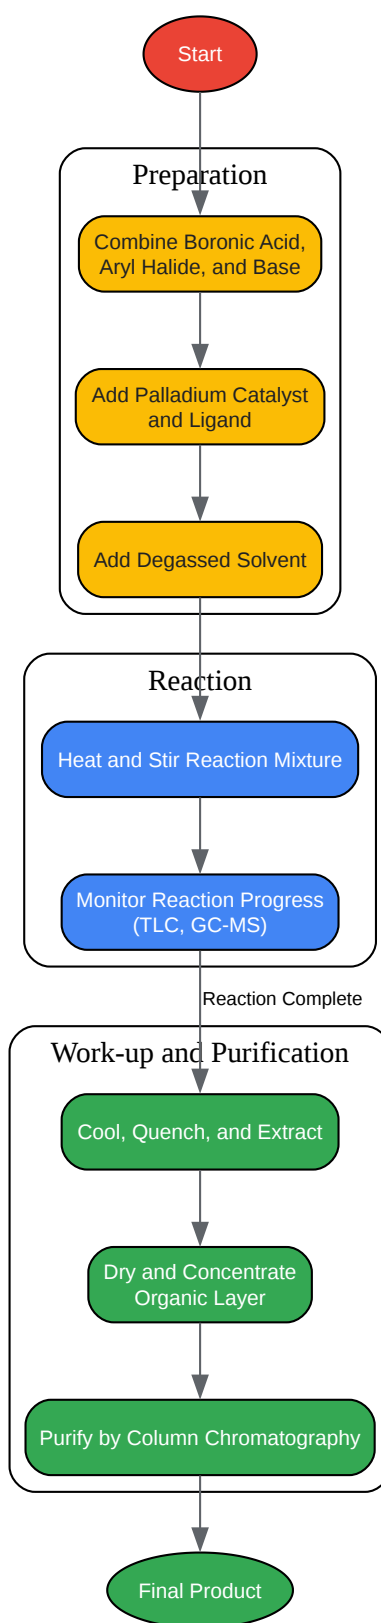 Start
Preparation
Combine Boronic Acid,
Aryl Halide, and Base
Add Palladium Catalyst
and Ligand
Add Degassed Solvent
Reaction
Heat and Stir Reaction Mixture
Monitor Reaction Progress
(TLC, GC-MS)
Reaction Complete
Work-up and Purification
Cool, Quench, and Extract
Dry and Concentrate
Organic Layer
Purify by Column Chromatography
Final Product